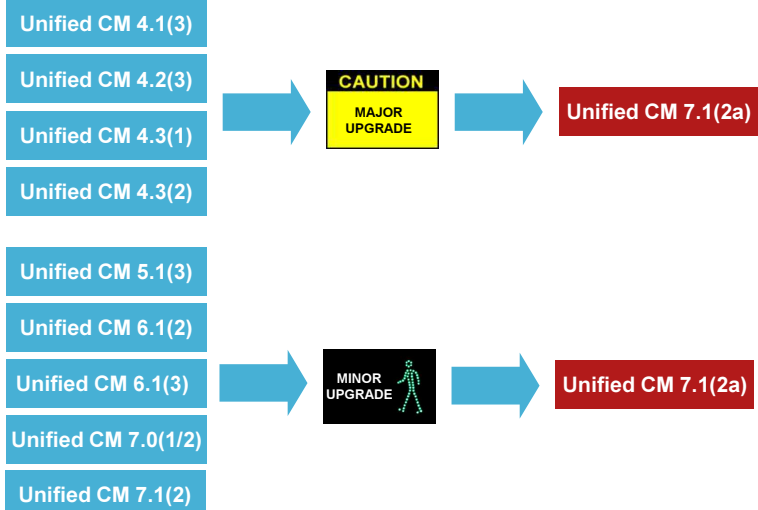 Unified CM 4.1(3)
Unified CM 4.2(3)
Unified CM 4.3(1)
Unified CM 4.3(2)
CAUTION
MAJOR
UPGRADE
Unified CM 7.1(2a)
Unified CM 5.1(3)
Unified CM 6.1(2)
Unified CM 6.1(3)
Unified CM 7.0(1/2)
Unified CM 7.1(2)
MINOR
UPGRADE
Unified CM 7.1(2a)